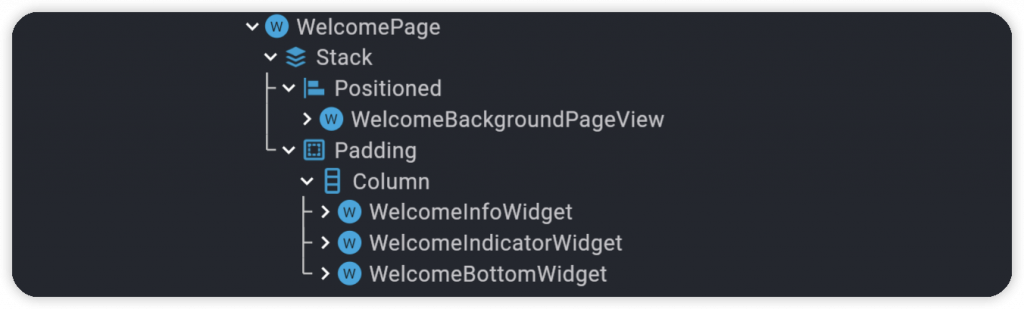 W WelcomePage
Stack
Positioned
W WelcomeBackgroundPageView
Padding
Column
W WelcomeInfoWidget
W WelcomeIndicatorWidget
W WelcomeBottomWidget